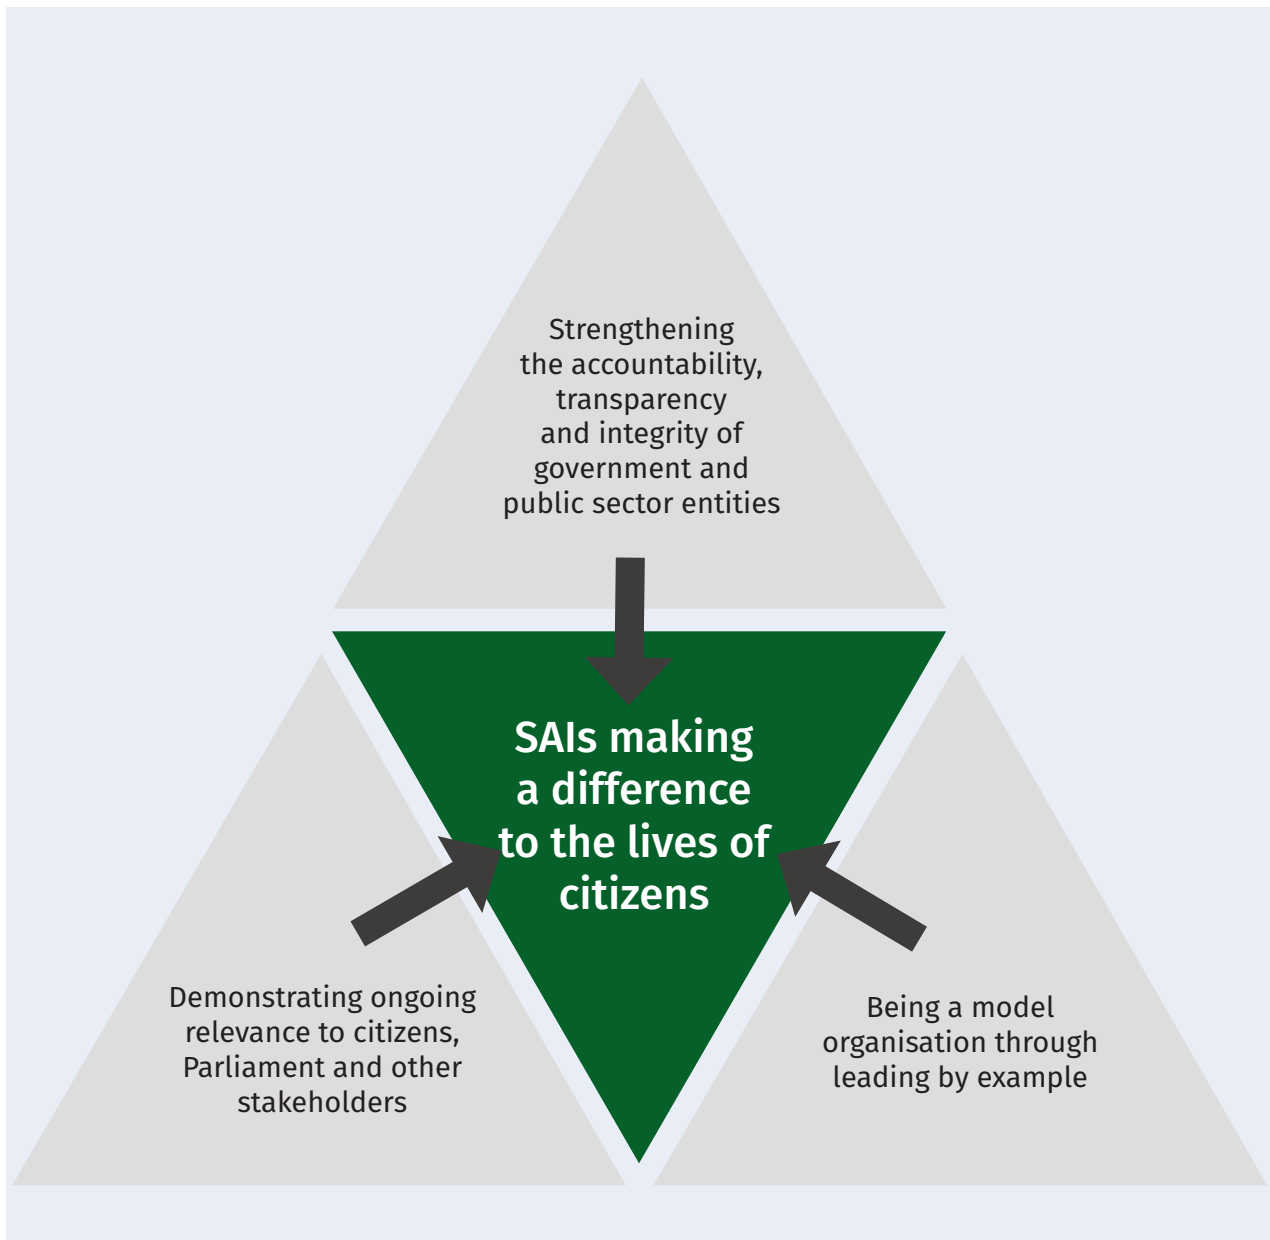 Strengthening
the accountability,
transparency
and integrity of
government and
public sector entities
SAIs making
a difference
to the lives of
citizens
Demonstrating ongoing
relevance to citizens,
Parliament and other
stakeholders
Being a model
organisation through
leading by example